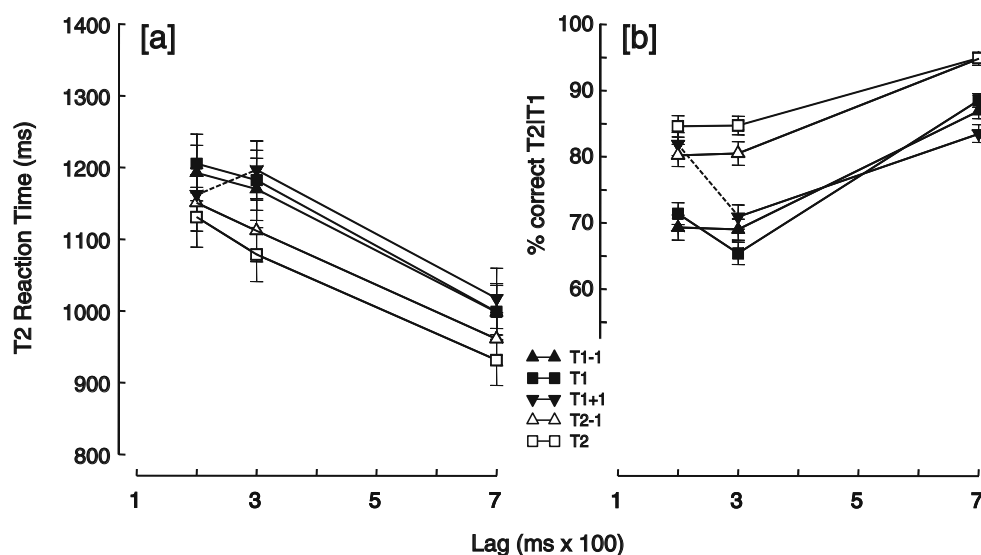 [a]
T2 Reaction Time (ms)
1400
1300
1200
1100
1000
900
800
1 3 5 7
[b]
% correct T2|T1
100
90
80
70
60
T1-1
T1
T1+1
T2-1
T2
1 3 5 7
Lag (ms x 100)